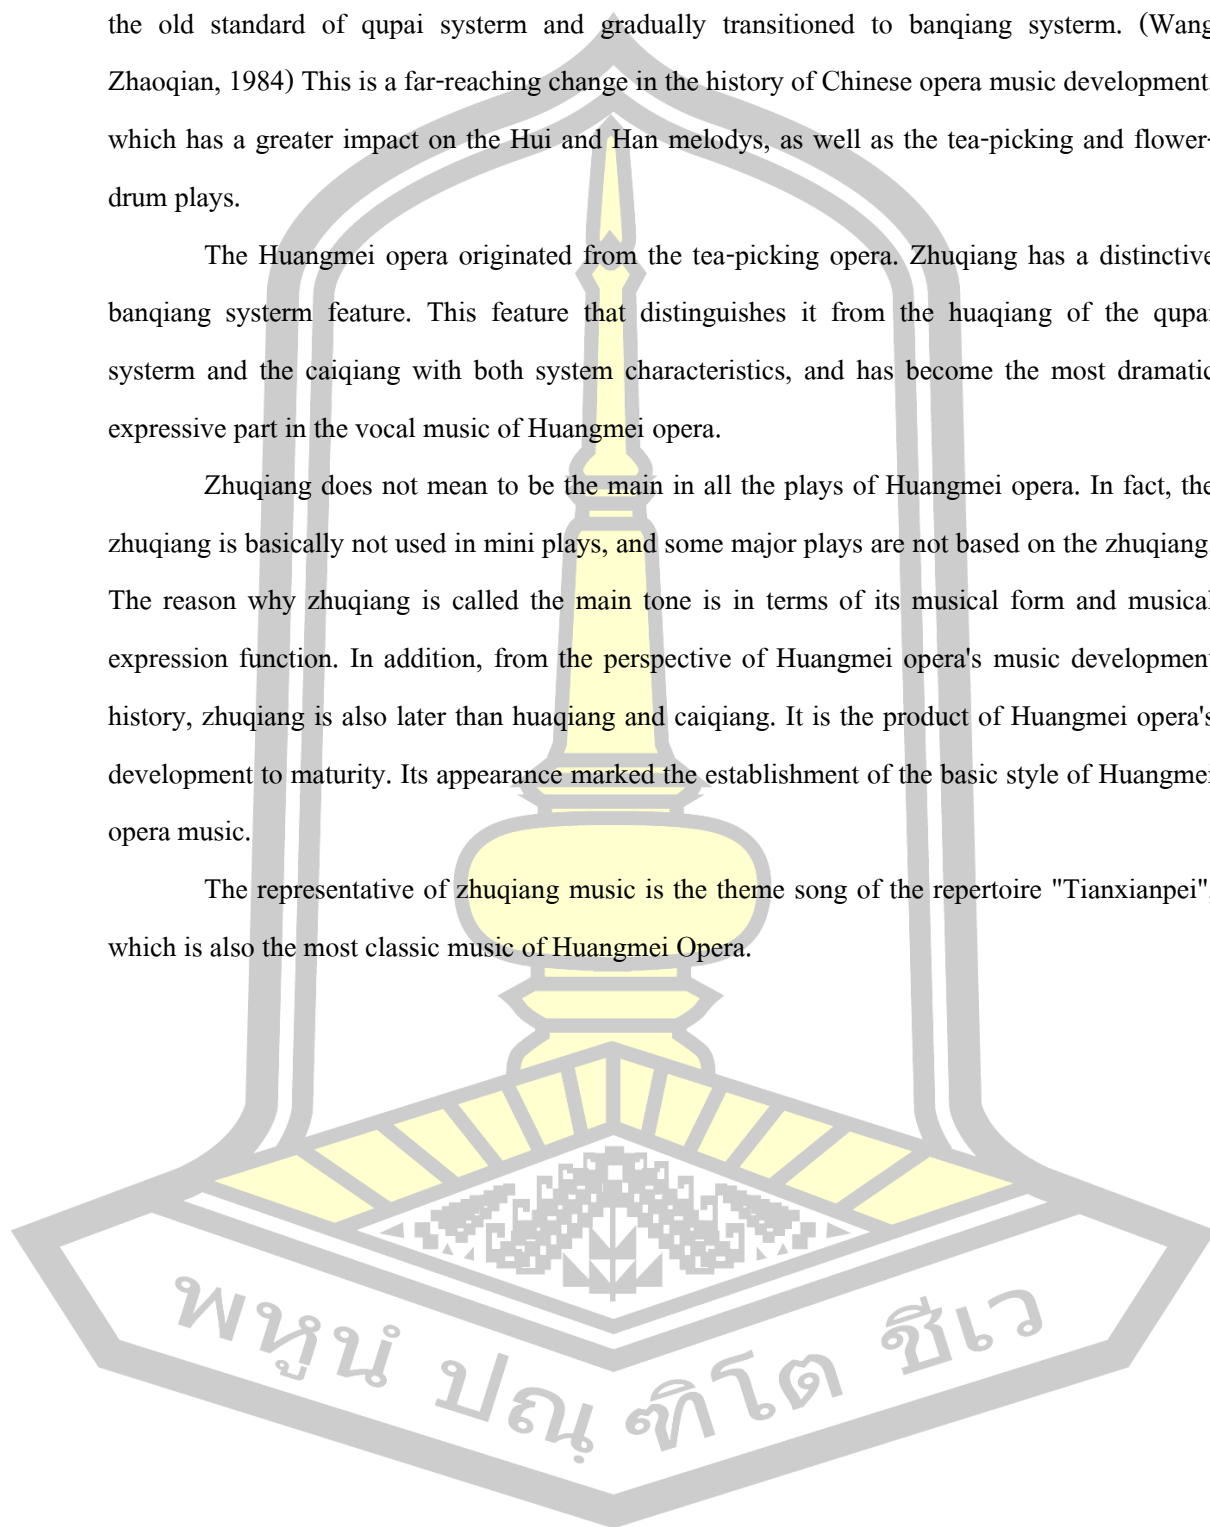 the old standard of qupai systerm and gradually transitioned to banqiang systerm. (Wang
Zhaoqian, 1984) This is a far-reaching change in the history of Chinese opera music development,
which has a greater impact on the Hui and Han melodys, as well as the tea-picking and flower-
drum plays.
The Huangmei opera originated from the tea-picking opera. Zhuqiang has a distinctive
banqiang systerm feature. This feature that distinguishes it from the huaqiang of the qupai
systerm and the caiqiang with both system characteristics, and has become the most dramatic
expressive part in the vocal music of Huangmei opera.
Zhuqiang does not mean to be the main in all the plays of Huangmei opera. In fact, the
zhuqiang is basically not used in mini plays, and some major plays are not based on the zhuqiang.
The reason why zhuqiang is called the main tone is in terms of its musical form and musical
expression function. In addition, from the perspective of Huangmei opera's music development
history, zhuqiang is also later than huaqiang and caiqiang. It is the product of Huangmei opera's
development to maturity. Its appearance marked the establishment of the basic style of Huangmei
opera music.
The representative of zhuqiang music is the theme song of the repertoire "Tianxianpei",
which is also the most classic music of Huangmei Opera.
พหูนํ ปณฺ ฑิโต ชีเว